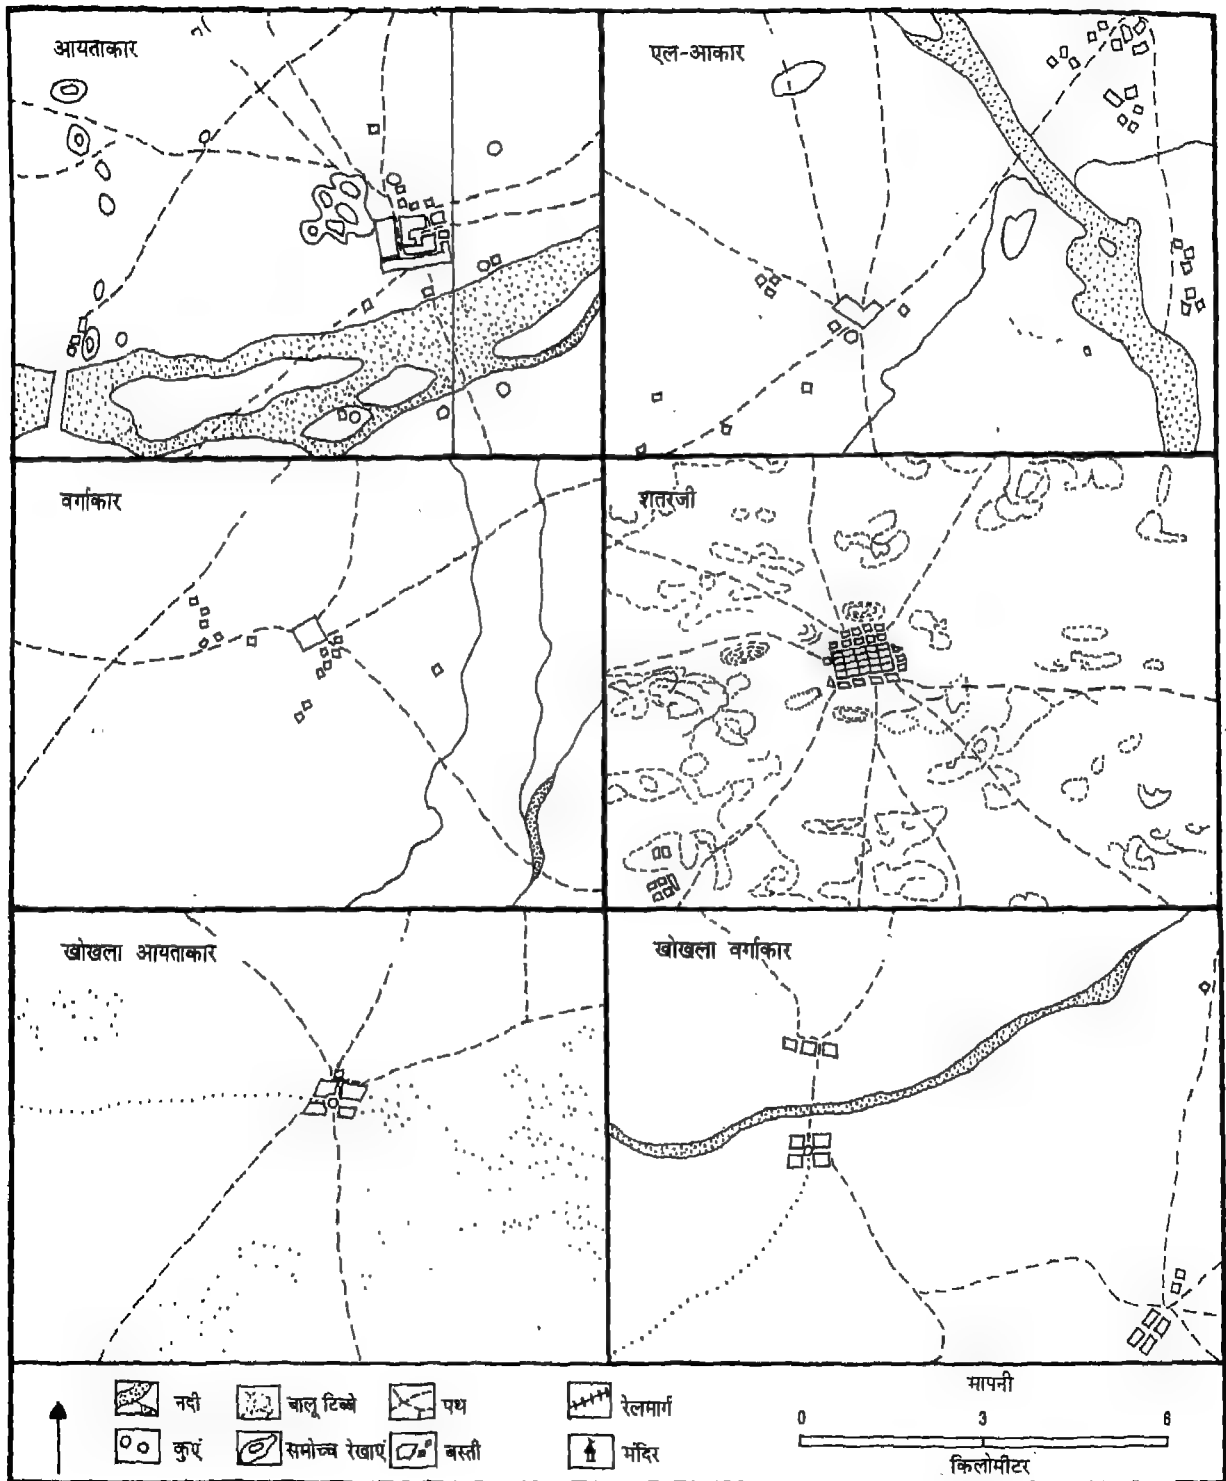 आयताकार
एल-आकार
वर्गाकार
शतरंजी
खोखला आयताकार
खोखला वर्गाकार
नदी
बालू टिब्बे
पथ
रेलमार्ग
कुएं
समोच्च रेखाएं
बस्ती
मंदिर
मापनी
0 3 6
किलोमीटर